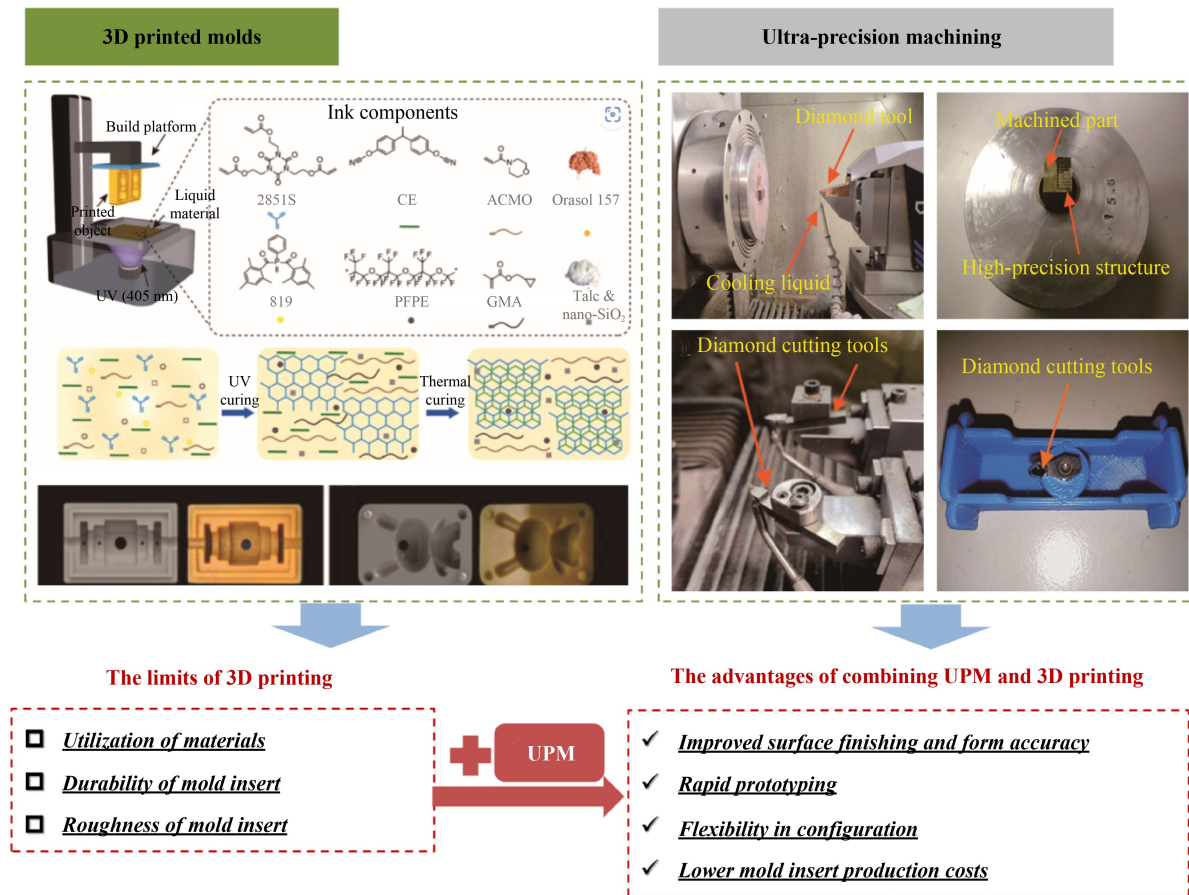 3D printed molds
Ultra-precision machining
Ink components
Build platform
Liquid
material
Printed
object
UV (405 nm)
2851S
CE
ACMO
Orasol 157
819
PFPE
GMA
Talc &
nano-SiO2
UV
curing
Thermal
curing
Diamond tool
Cooling liquid
Machined part
High-precision structure
Diamond cutting tools
Diamond cutting tools
The limits of 3D printing
Utilization of materials
Durability of mold insert
Roughness of mold insert
UPM
The advantages of combining UPM and 3D printing
Improved surface finishing and form accuracy
Rapid prototyping
Flexibility in configuration
Lower mold insert production costs